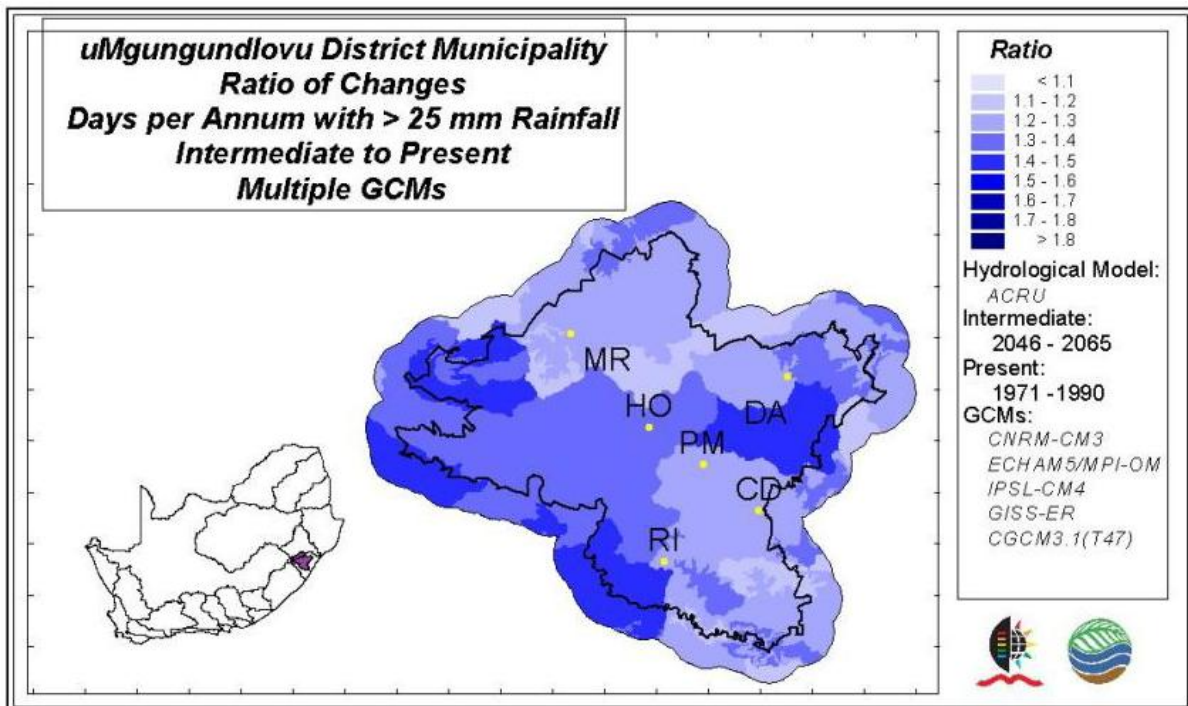 uMgungundlovu District Municipality
Ratio of Changes
Days per Annum with > 25 mm Rainfall
Intermediate to Present
Multiple GCMs
MR
HO
DA
PM
CD
RI
Ratio
< 1.1
1.1 - 1.2
1.2 - 1.3
1.3 - 1.4
1.4 - 1.5
1.5 - 1.6
1.6 - 1.7
1.7 - 1.8
> 1.8
Hydrological Model:
ACRU
Intermediate:
2046 - 2065
Present:
1971 -1990
GCMs:
CNRM-CM3
ECHAM5/MPI-OM
IPSL-CM4
GISS-ER
CGCM3.1(T47)